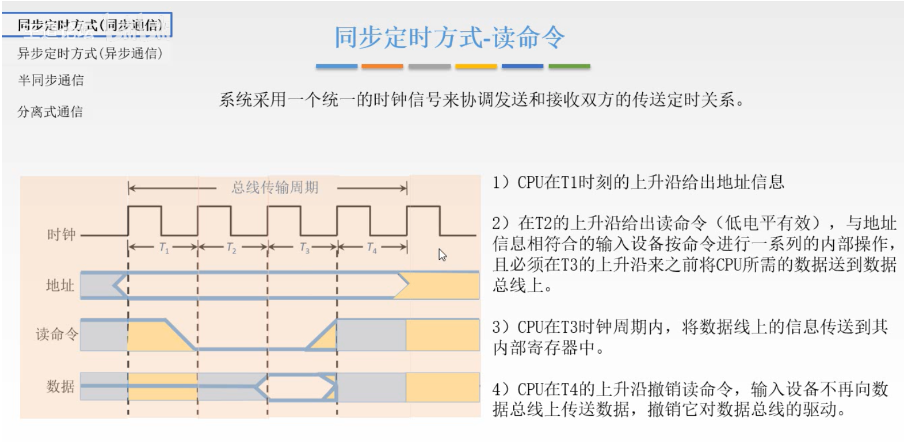 同步定时方式(同步通信)
异步定时方式(异步通信)
半同步通信
分离式通信
同步定时方式-读命令
系统采用一个统一的时钟信号来协调发送和接收双方的传送定时关系。
总线传输周期
时钟
T1 T2 T3 T4
地址
读命令
数据
1）CPU在T1时刻的上升沿给出地址信息
2）在T2的上升沿给出读命令（低电平有效），与地址
信息相符合的输入设备按命令进行一系列的内部操作，
且必须在T3的上升沿来之前将CPU所需的数据送到数据
总线上。
3）CPU在T3时钟周期内，将数据线上的信息传送到其
内部寄存器中。
4）CPU在T4的上升沿撤销读命令，输入设备不再向数
据总线上传送数据，撤销它对数据总线的驱动。